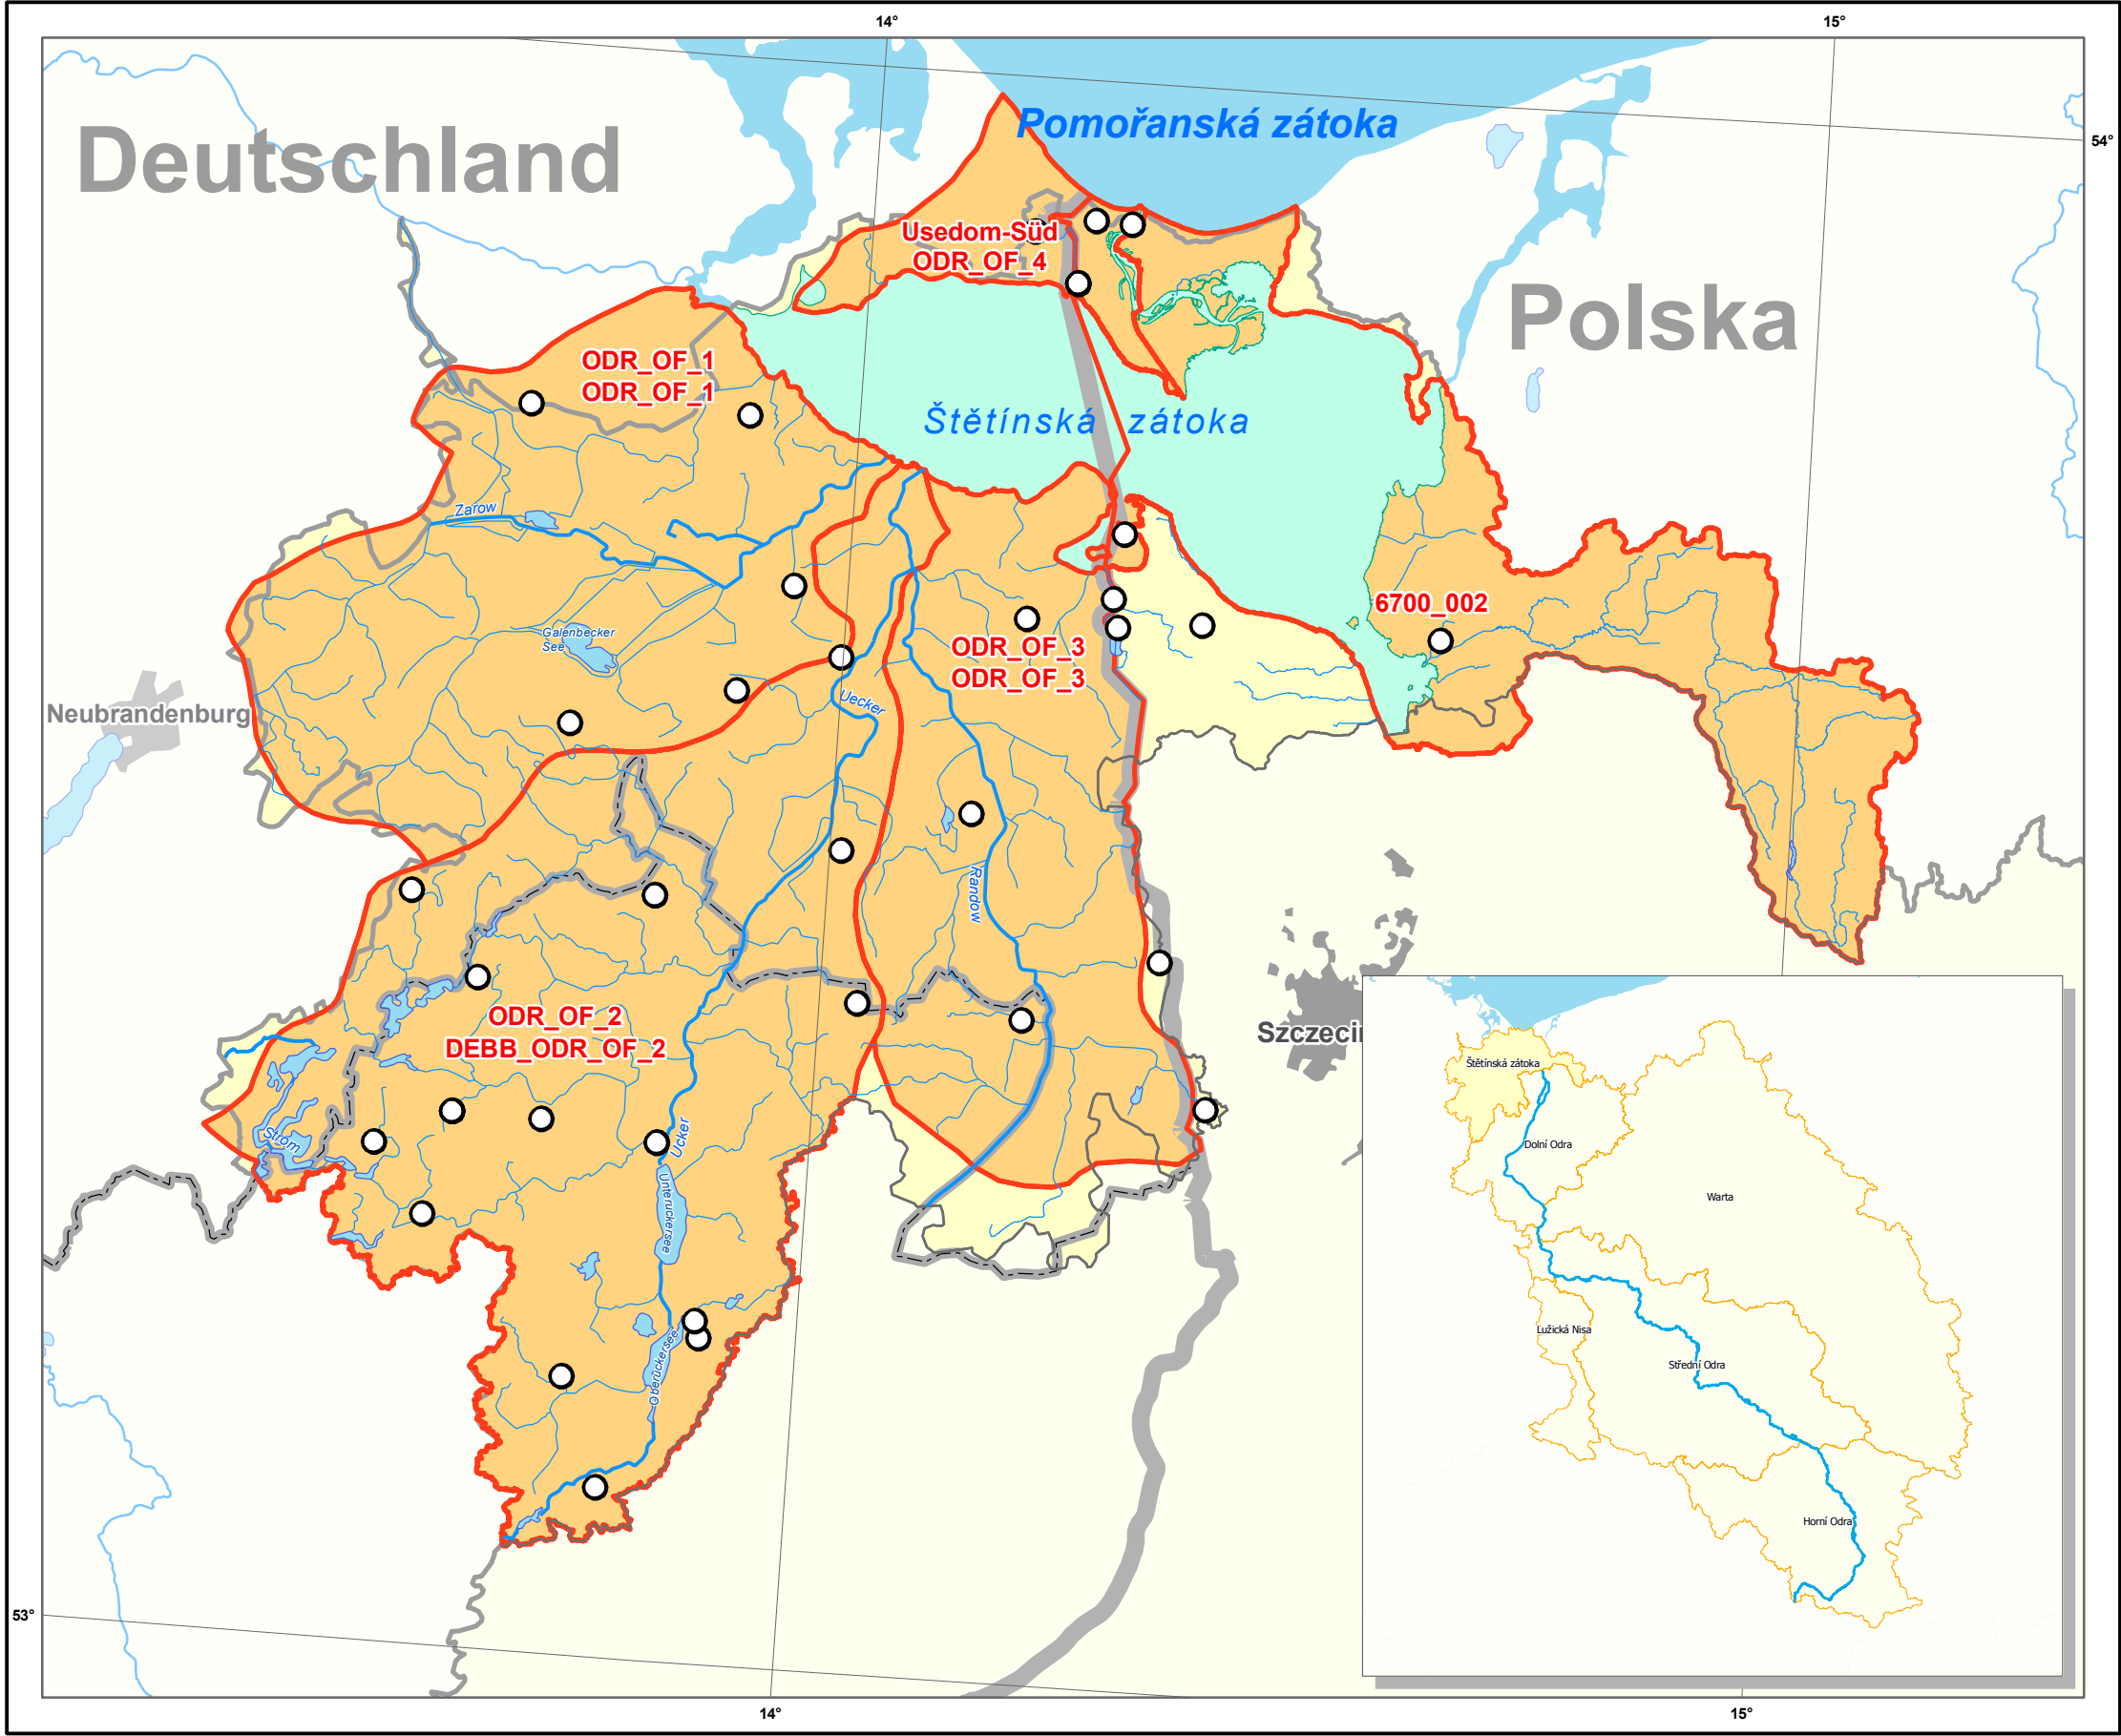 14°
15°
Deutschland
Pomořanská zátoka
54°
Usedom-Süd
ODR_OF_4
Polska
ODR_OF_1
ODR_OF_1
Štětínská zátoka
Zarow
6700_002
Galenbecker
See
ODR_OF_3
ODR_OF_3
Neubrandenburg
Uecker
Randow
ODR_OF_2
DEBB_ODR_OF_2
Szczecin
Strom
Ucker
Unteruckersee
Oberuckersee
Štětínská zátoka
Dolní Odra
Warta
Lužická Nisa
Střední Odra
Horní Odra
53°
14°
15°